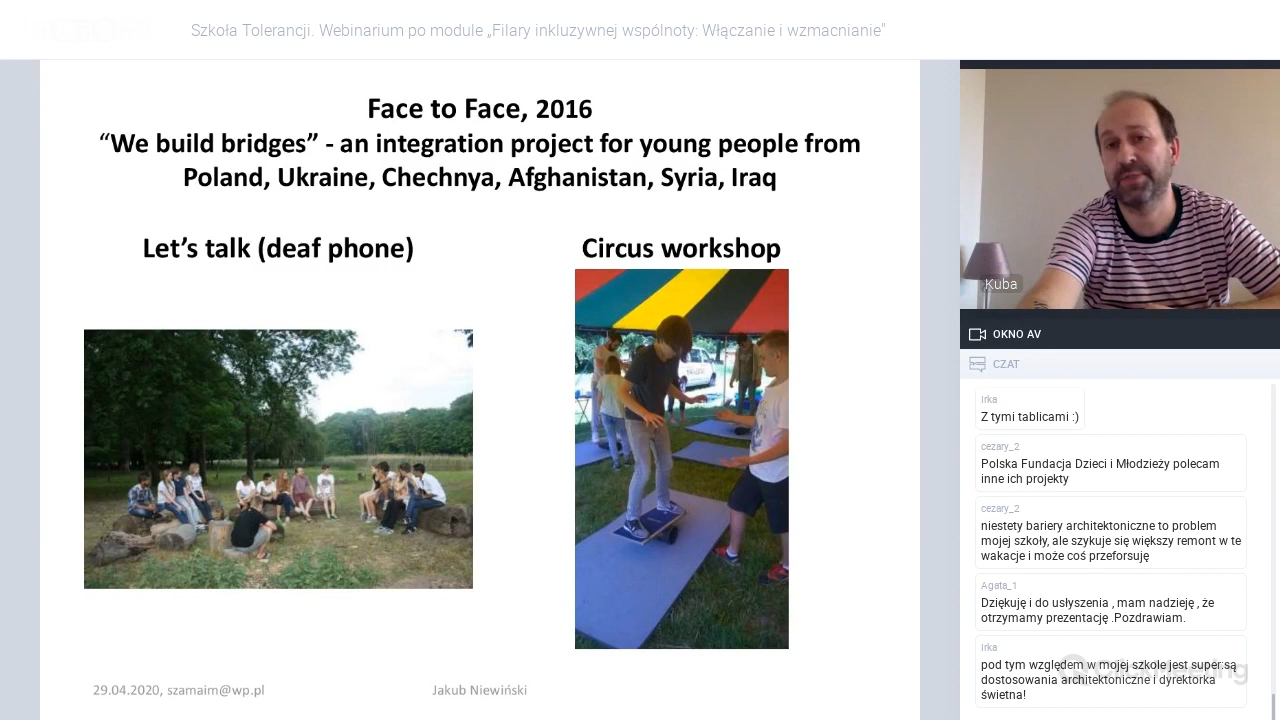 Szkoła Tolerancji. Webinarium po module „Filary inkluzywnej wspólnoty: Włączanie i wzmacnianie"
Face to Face, 2016
“We build bridges” - an integration project for young people from
Poland, Ukraine, Chechnya, Afghanistan, Syria, Iraq
Let’s talk (deaf phone)
Circus workshop
29.04.2020, szamaim@wp.pl
Jakub Niewiński
Kuba
OKNO AV
CZAT
Irka
Z tymi tablicami :)
cezary_2
Polska Fundacja Dzieci i Młodzieży polecam
inne ich projekty
cezary_2
niestety bariery architektoniczne to problem
mojej szkoły, ale szykuje się większy remont w te
wakacje i może coś przeforsuję
Agata_1
Dziękuję i do usłyszenia , mam nadzieję , że
otrzymamy prezentację .Pozdrawiam.
Irka
pod tym względem w mojej szkole jest super:są
dostosowania architektoniczne i dyrektorka
świetna!